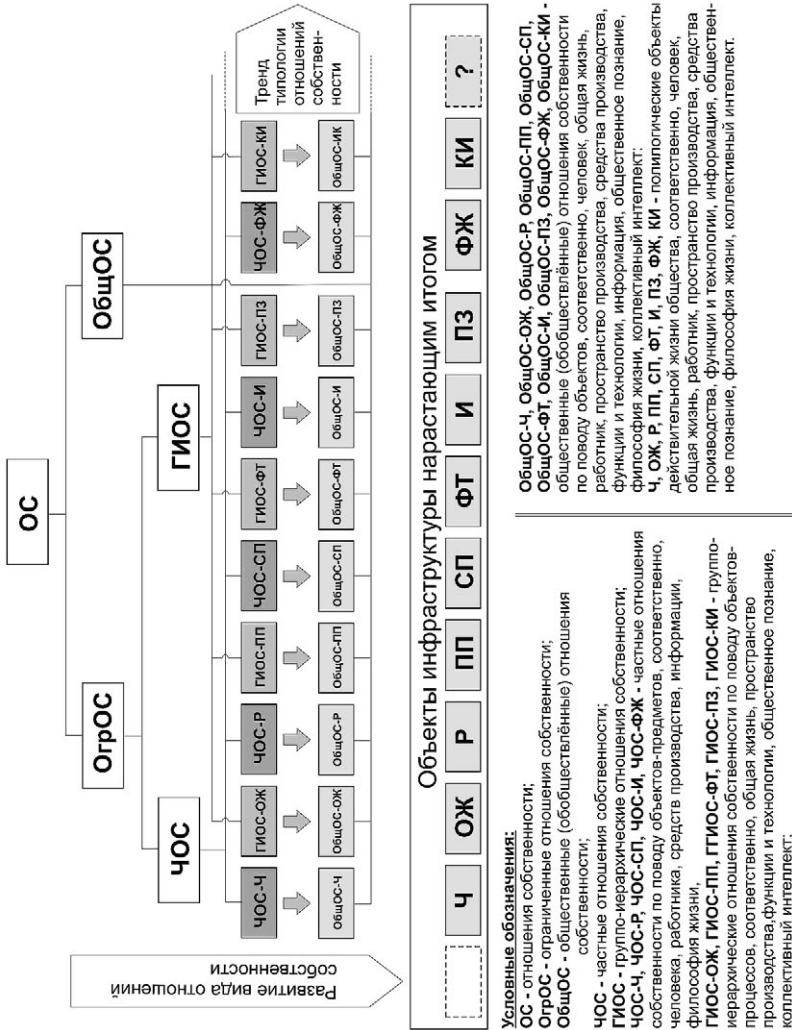 ОС
ОгрОС
ОбщОС
ЧОС
ГИОС
Развитие вида отношений
собственности
ЧОС-Ч
ГИОС-ОЖ
ЧОС-Р
ГИОС-ПП
ЧОС-СП
ГИОС-ФТ
ЧОС-И
ГИОС-ПЗ
ЧОС-ФЖ
ГИОС-КИ
Тренд
типологии
отношений
собствен-
ности
ОбщОС-Ч
ОбщОС-ОЖ
ОбщОС-Р
ОбщОС-ПП
ОбщОС-СП
ОбщОС-ФТ
ОбщОС-И
ОбщОС-ПЗ
ОбщОС-ФЖ
ОбщОС-ИК
Объекты инфраструктуры нарастающим итогом
Ч
ОЖ
Р
ПП
СП
ФТ
И
ПЗ
ФЖ
КИ
?
Условные обозначения:
ОС - отношения собственности;
ОгрОС - ограниченные отношения собственности;
ОбщОС - общественные (обобществлённые) отношения
собственности;
ЧОС - частные отношения собственности;
ГИОС - группо-иерархические отношения собственности;
ЧОС-Ч, ЧОС-Р, ЧОС-СП, ЧОС-И, ЧОС-ФЖ - частные отношения
собственности по поводу объектов-предметов, соответственно,
человека, работника, средств производства, информации,
философия жизни,
ГИОС-ОЖ, ГИОС-ПП, ГГИОС-ФТ, ГИОС-ПЗ, ГИОС-КИ - группо-
иерархические отношения собственности по поводу объектов-
процессов, соответственно, общая жизнь, пространство
производства,функции и технологии, общественное познание,
коллективный интеллект;
ОбщОС-Ч, ОбщОС-ОЖ, ОбщОС-Р, ОбщОС-ПП, ОбщОС-СП,
ОбщОС-ФТ, ОбщОС-И, ОбщОС-ПЗ, ОбщОС-ФЖ, ОбщОС-КИ -
общественные (обобществлённые) отношения собственности
по поводу объектов, соответственно, человек, общая жизнь,
работник, пространство производства, средства производства,
функции и технологии, информация, общественное познание,
философия жизни, коллективный интеллект:
Ч, ОЖ, Р, ПП, СП, ФТ, И, ПЗ, ФЖ, КИ - полилогические объекты
действительной жизни общества, соответственно, человек,
общая жизнь, работник, пространство производства, средства
производства, функции и технологии, информация, обществен-
ное познание, философия жизни, коллективный интеллект.